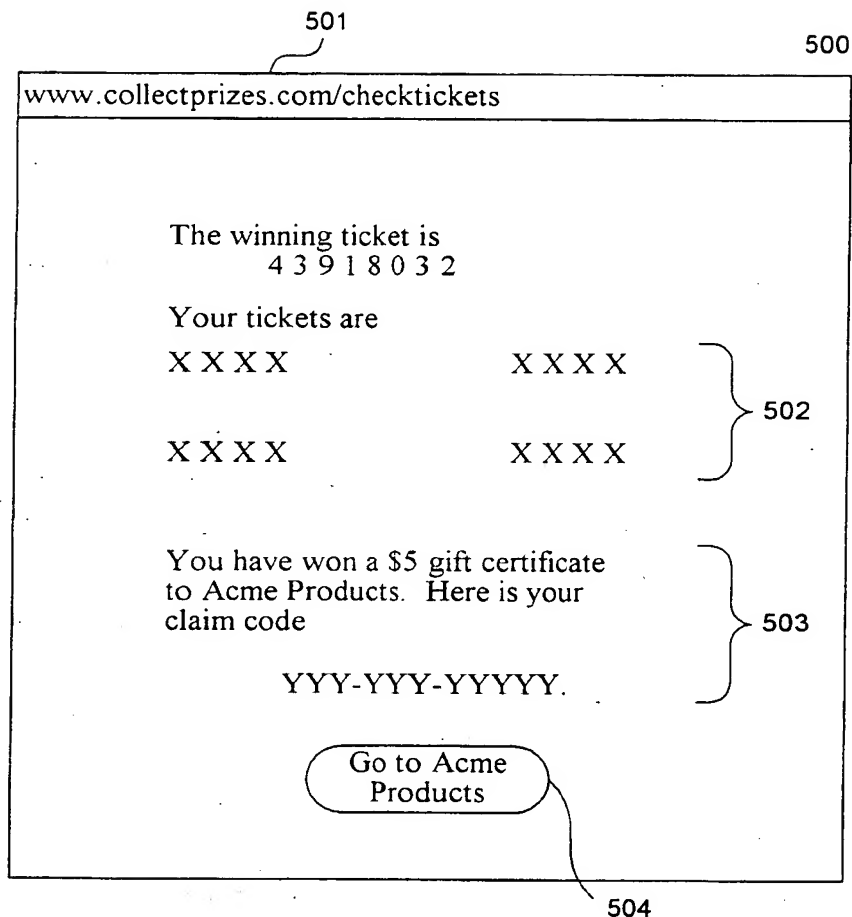 501
500
www.collectprizes.com/checktickets
The winning ticket is
4 3 9 1 8 0 3 2
Your tickets are
X X X X X X X X
502
X X X X X X X X
You have won a $5 gift certificate
to Acme Products. Here is your
claim code
503
YYY-YYY-YYYYY.
Go to Acme
Products
504